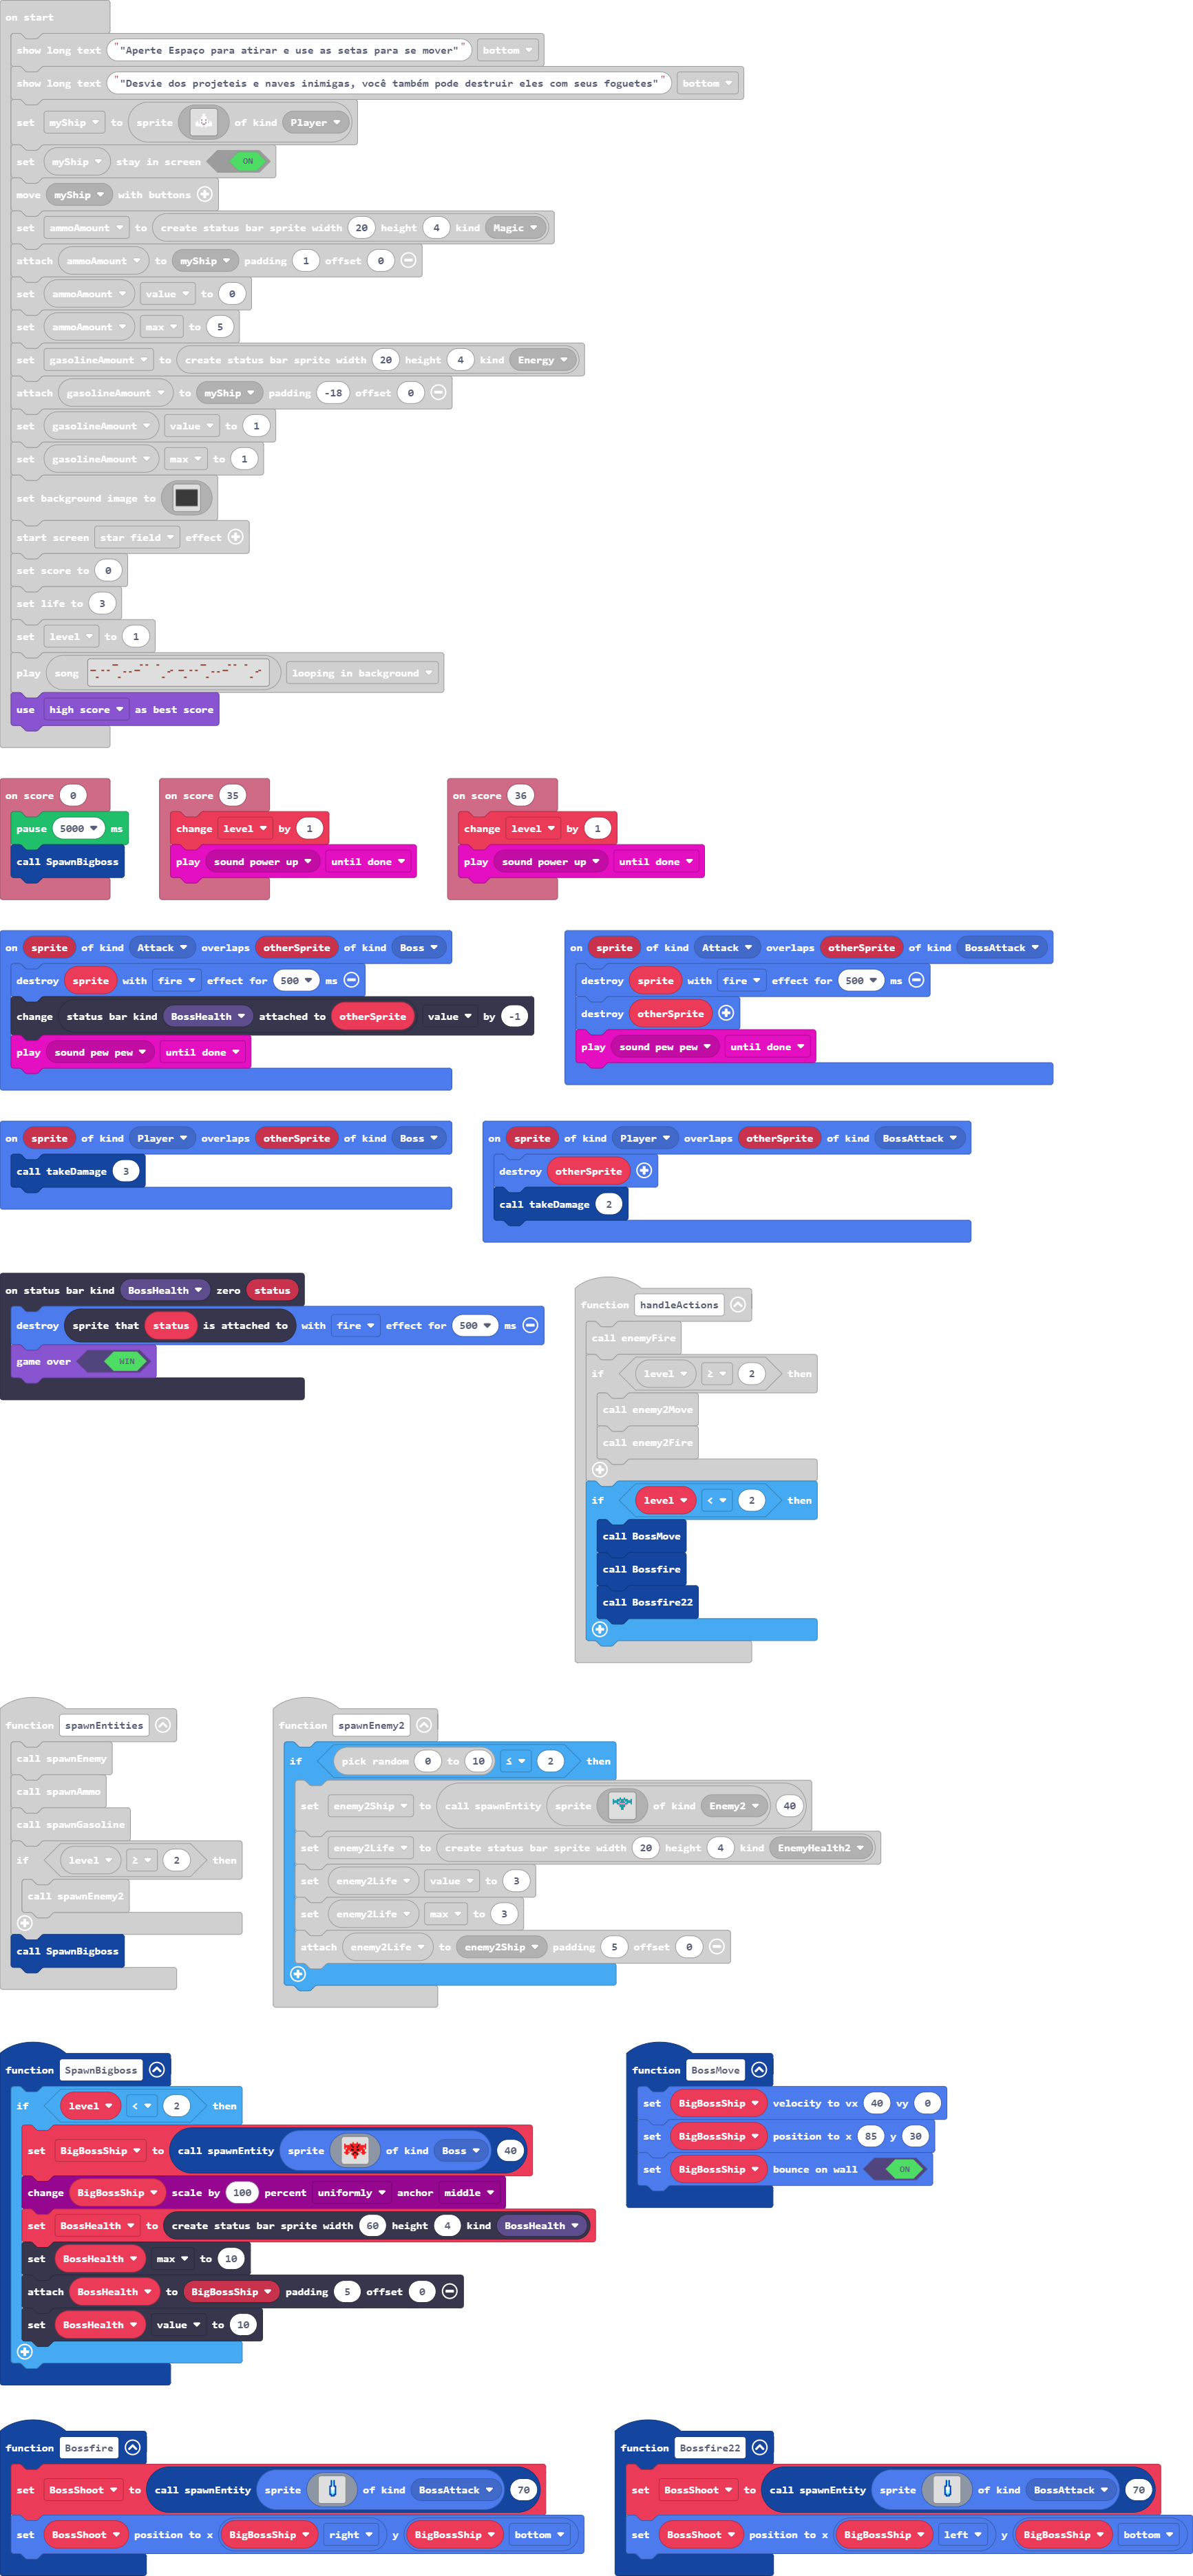 on start
show long text " "Aperte Espaço para atirar e use as setas para se mover" " bottom
show long text " "Desvie dos projeteis e naves inimigas, você também pode destruir eles com seus foguetes" " bottom
set myShip to sprite of kind Player
set myShip stay in screen ON
move myShip with buttons
set ammoAmount to create status bar sprite width 20 height 4 kind Magic
attach ammoAmount to myShip padding 1 offset 0
set ammoAmount value to 0
set ammoAmount max to 5
set gasolineAmount to create status bar sprite width 20 height 4 kind Energy
attach gasolineAmount to myShip padding -18 offset 0
set gasolineAmount value to 1
set gasolineAmount max to 1
set background image to
start screen star field effect
set score to 0
set life to 3
set level to 1
play song looping in background
use high score as best score
on score 0
pause 5000 ms
call SpawnBigboss
on score 35
change level by 1
play sound power up until done
on score 36
change level by 1
play sound power up until done
on sprite of kind Attack overlaps otherSprite of kind Boss
destroy sprite with fire effect for 500 ms
change status bar kind BossHealth attached to otherSprite value by -1
play sound pew pew until done
on sprite of kind Attack overlaps otherSprite of kind BossAttack
destroy sprite with fire effect for 500 ms
destroy otherSprite
play sound pew pew until done
on sprite of kind Player overlaps otherSprite of kind Boss
call takeDamage 3
on sprite of kind Player overlaps otherSprite of kind BossAttack
destroy otherSprite
call takeDamage 2
on status bar kind BossHealth zero status
destroy sprite that status is attached to with fire effect for 500 ms
game over WIN
function handleActions
call enemyFire
if level ≥ 2 then
call enemy2Move
call enemy2Fire
if level < 2 then
call BossMove
call Bossfire
call Bossfire22
function spawnEntities
call spawnEnemy
call spawnAmmo
call spawnGasoline
if level ≥ 2 then
call spawnEnemy2
call SpawnBigboss
function spawnEnemy2
if pick random 0 to 10 ≤ 2 then
set enemy2Ship to call spawnEntity sprite of kind Enemy2 40
set enemy2Life to create status bar sprite width 20 height 4 kind EnemyHealth2
set enemy2Life value to 3
set enemy2Life max to 3
attach enemy2Life to enemy2Ship padding 5 offset 0
function SpawnBigboss
if level < 2 then
set BigBossShip to call spawnEntity sprite of kind Boss 40
change BigBossShip scale by 100 percent uniformly anchor middle
set BossHealth to create status bar sprite width 60 height 4 kind BossHealth
set BossHealth max to 10
attach BossHealth to BigBossShip padding 5 offset 0
set BossHealth value to 10
function BossMove
set BigBossShip velocity to vx 40 vy 0
set BigBossShip position to x 85 y 30
set BigBossShip bounce on wall ON
function Bossfire
set BossShoot to call spawnEntity sprite of kind BossAttack 70
set BossShoot position to x BigBossShip right y BigBossShip bottom
function Bossfire22
set BossShoot to call spawnEntity sprite of kind BossAttack 70
set BossShoot position to x BigBossShip left y BigBossShip bottom